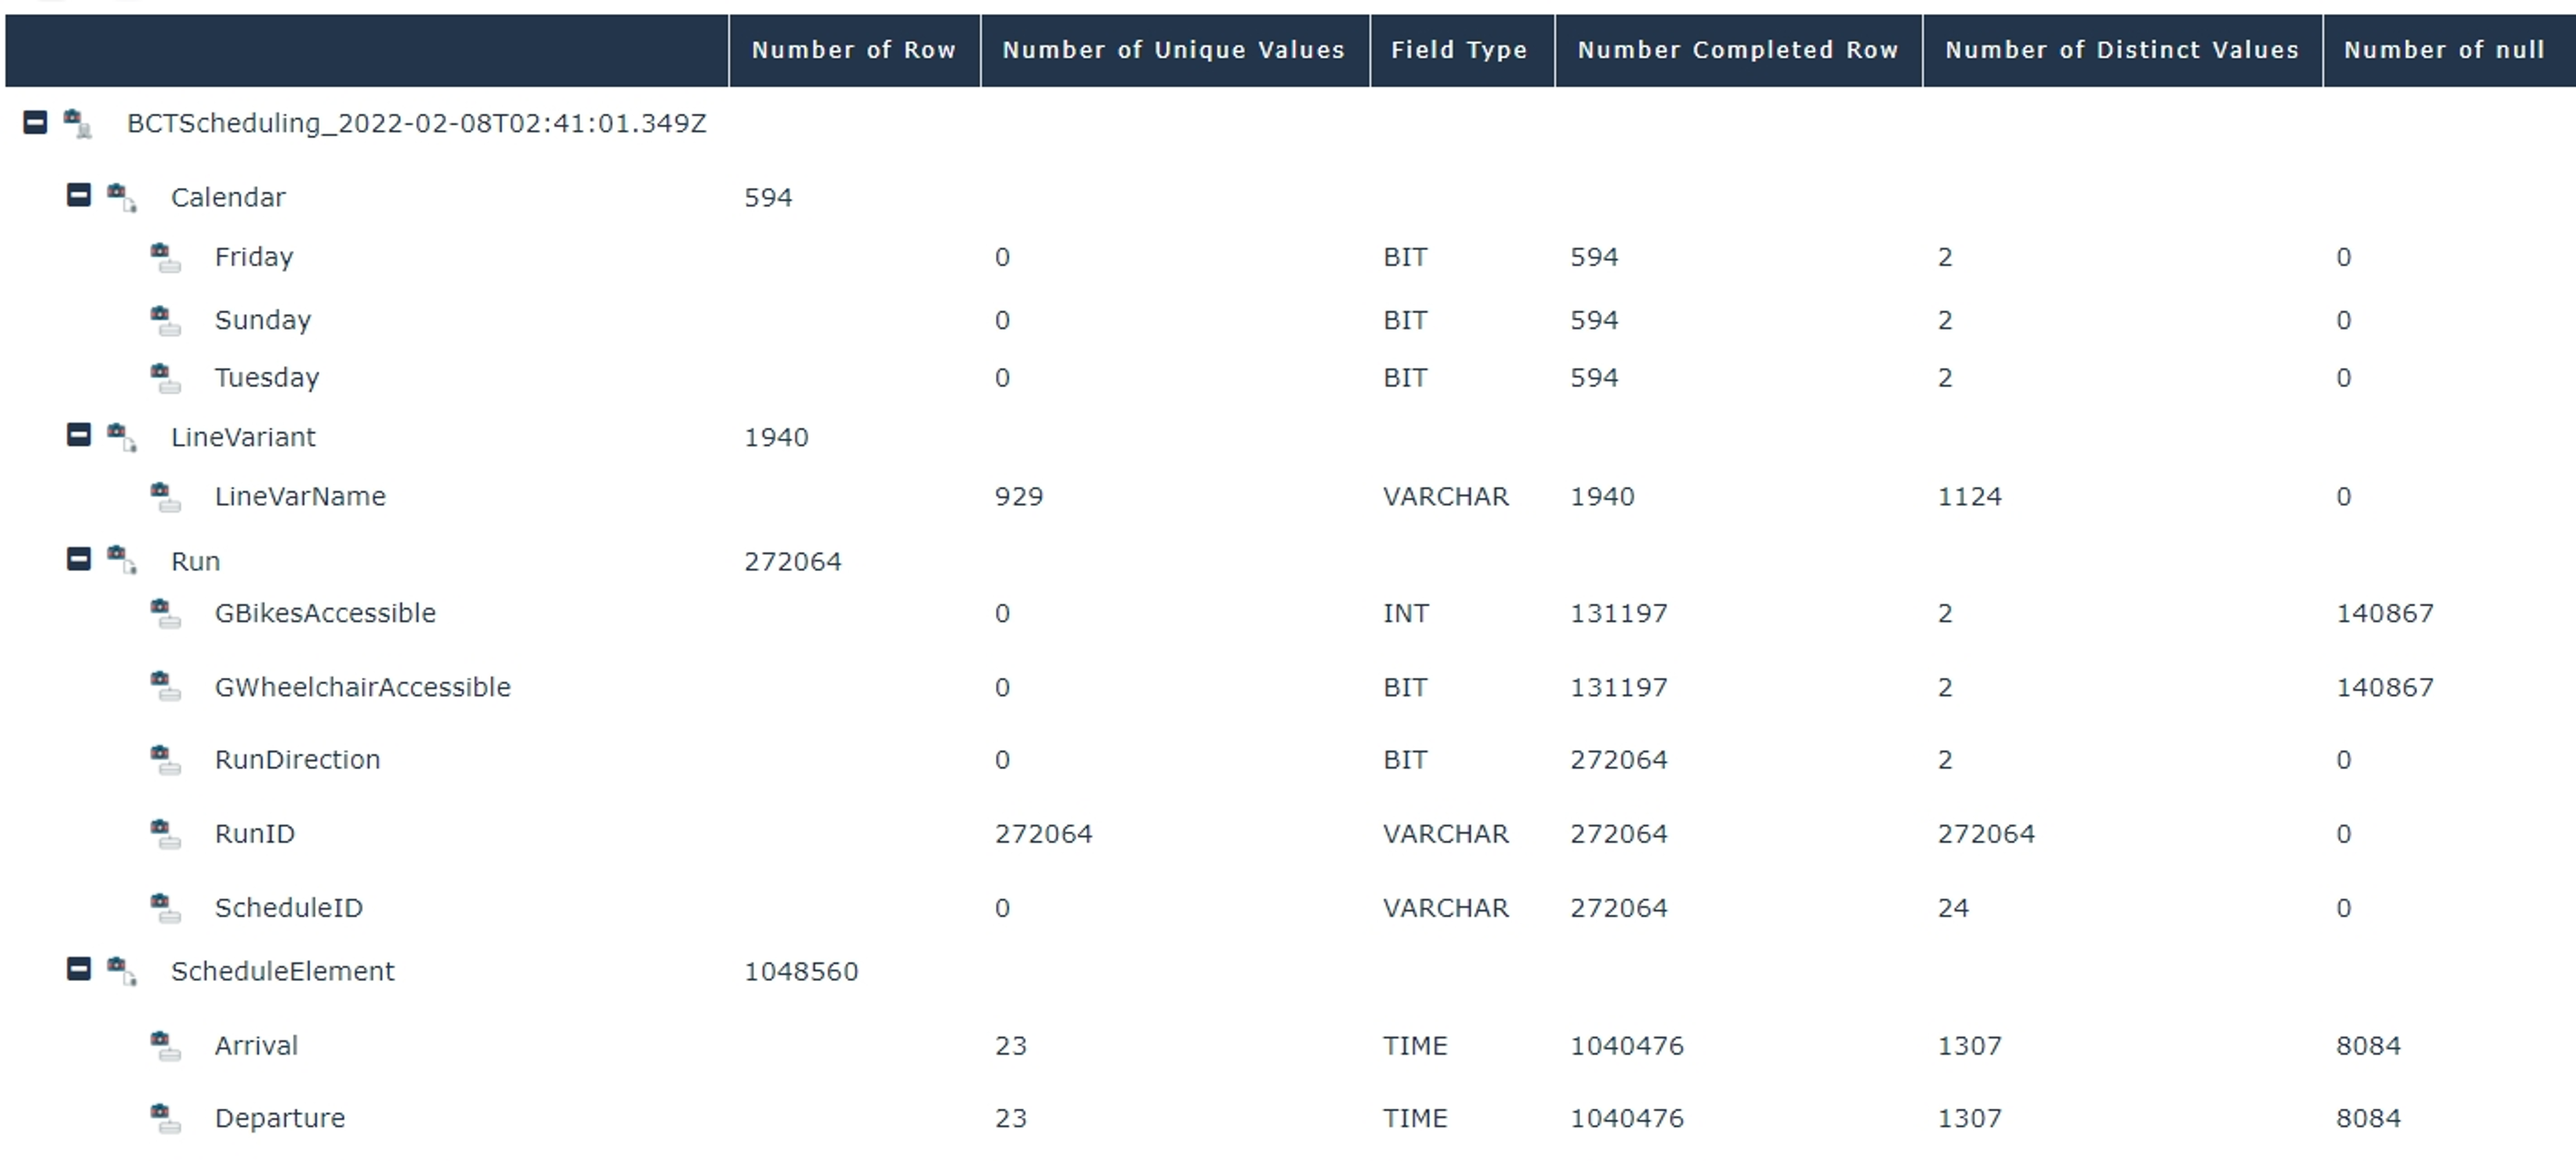 Number of Row Number of Unique Values Field Type Number Completed Row Number of Distinct Values Number of null
BCTScheduling_2022-02-08T02:41:01.349Z
Calendar 594
Friday 0 BIT 594 2 0
Sunday 0 BIT 594 2 0
Tuesday 0 BIT 594 2 0
LineVariant 1940
LineVarName 929 VARCHAR 1940 1124 0
Run 272064
GBikesAccessible 0 INT 131197 2 140867
GWheelchairAccessible 0 BIT 131197 2 140867
RunDirection 0 BIT 272064 2 0
RunID 272064 VARCHAR 272064 272064 0
ScheduleID 0 VARCHAR 272064 24 0
ScheduleElement 1048560
Arrival 23 TIME 1040476 1307 8084
Departure 23 TIME 1040476 1307 8084